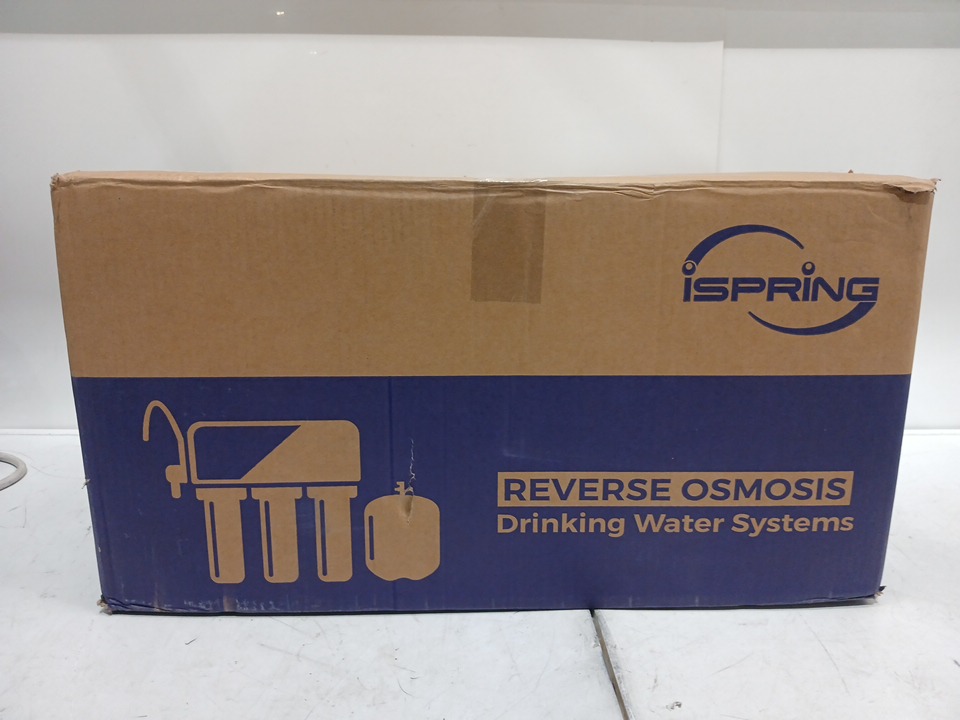 iSPRiNG
REVERSE OSMOSIS
Drinking Water Systems